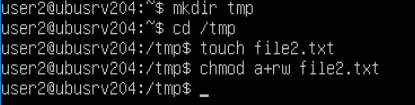 user2@ubusrv204:~$ mkdir tmp
user2@ubusrv204:~$ cd /tmp
user2@ubusrv204:/tmp$ touch file2.txt
user2@ubusrv204:/tmp$ chmod a+rw file2.txt
user2@ubusrv204:/tmp$ _